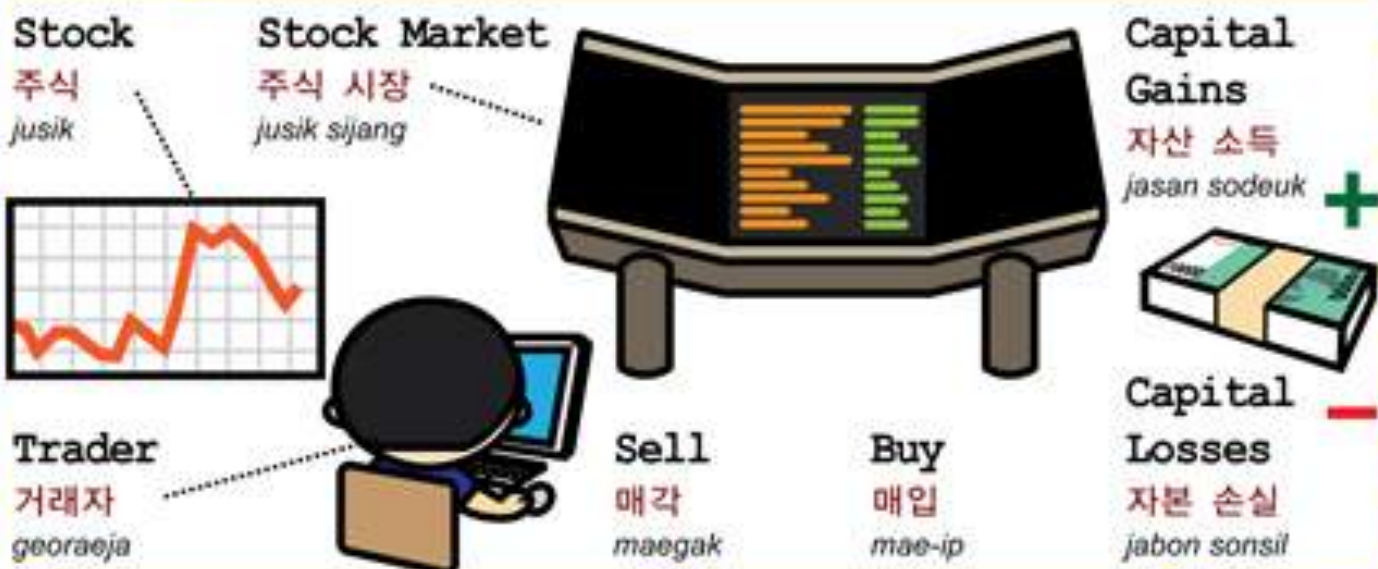 Stock
주식
jusik
Stock Market
주식 시장
jusik sijang
Capital
Gains
자산 소득
jasan sodeuk
+
Trader
거래자
georaeja
Sell
매각
maegak
Buy
매입
mae-ip
Capital
Losses
자본 손실
jabon sonsil
−